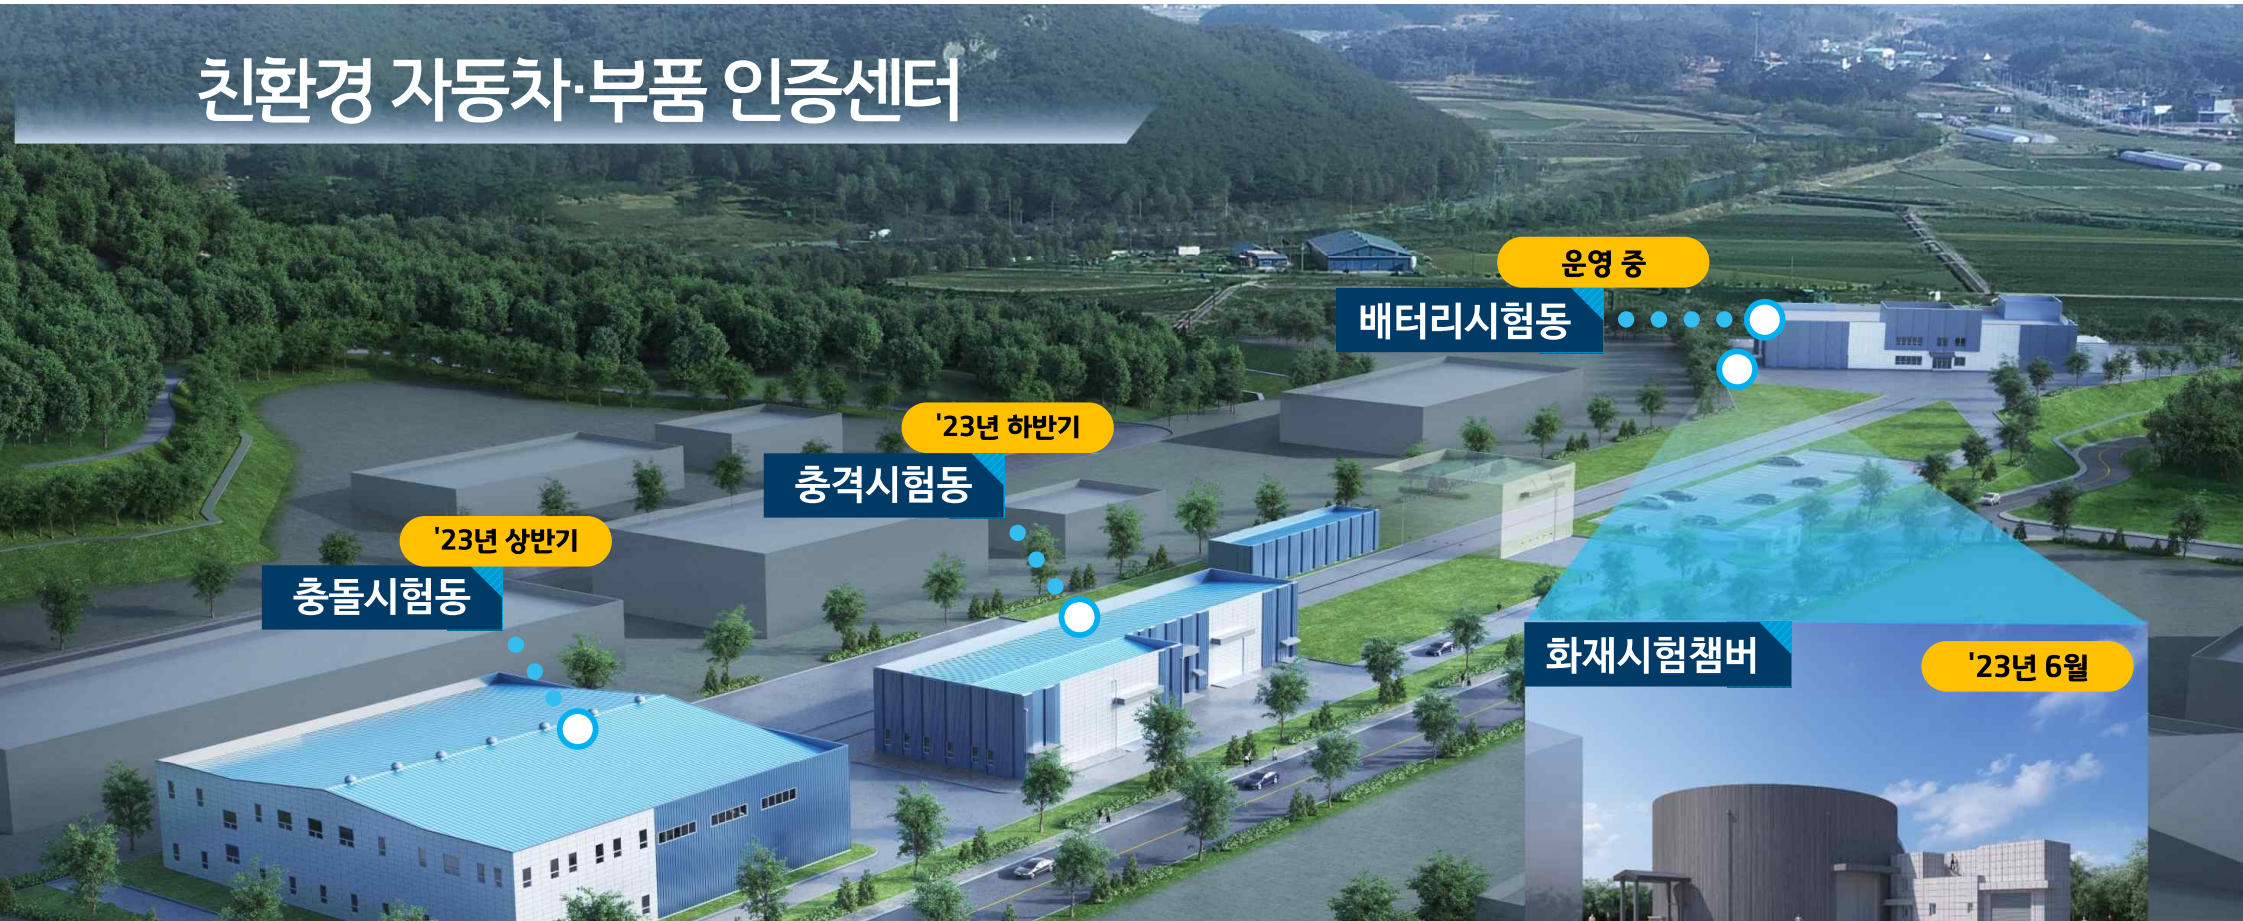 친환경 자동차·부품 인증센터
운영 중
배터리시험동
'23년 하반기
충격시험동
'23년 상반기
충돌시험동
화재시험챔버
'23년 6월